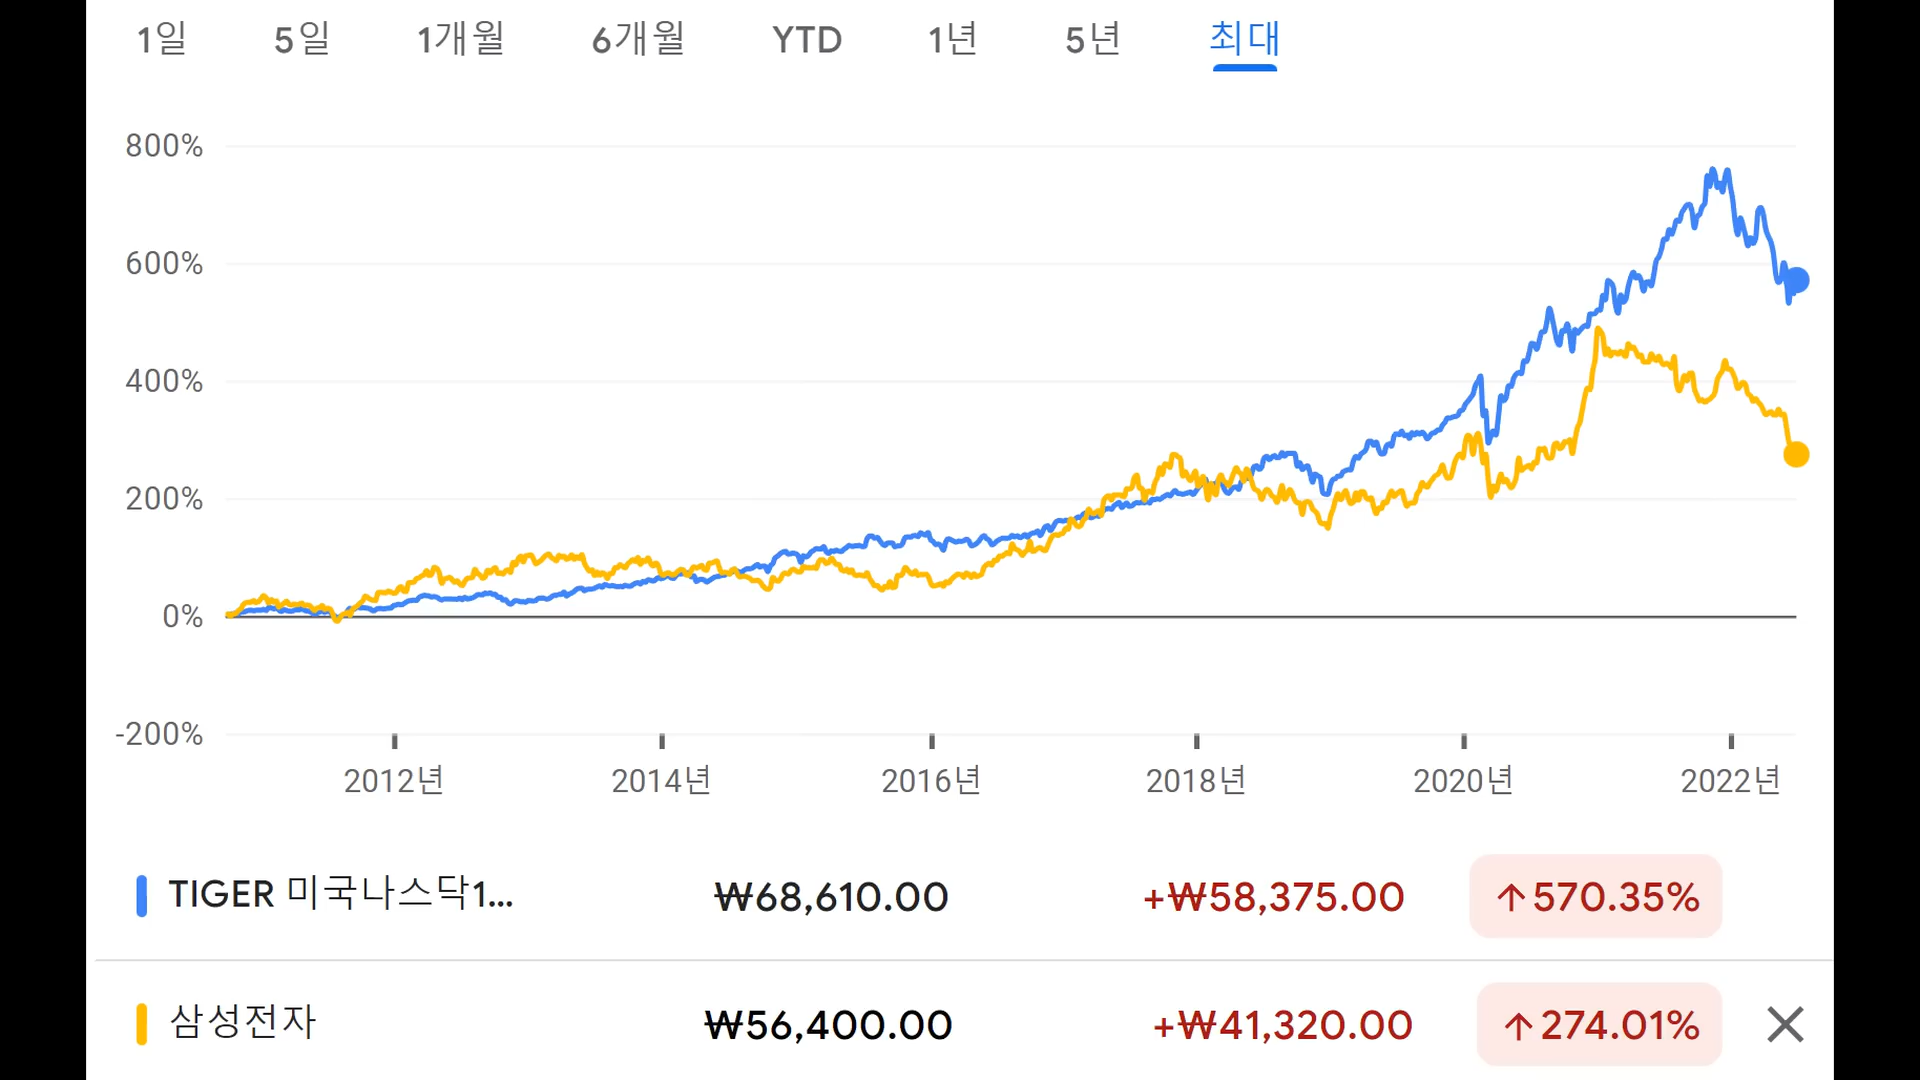 1일 5일 1개월 6개월 YTD 1년 5년 최대
800%
600%
400%
200%
0%
-200%
2012년 2014년 2016년 2018년 2020년 2022년
TIGER 미국나스닥1... ₩68,610.00 +₩58,375.00 ↑570.35%
삼성전자 ₩56,400.00 +₩41,320.00 ↑274.01%